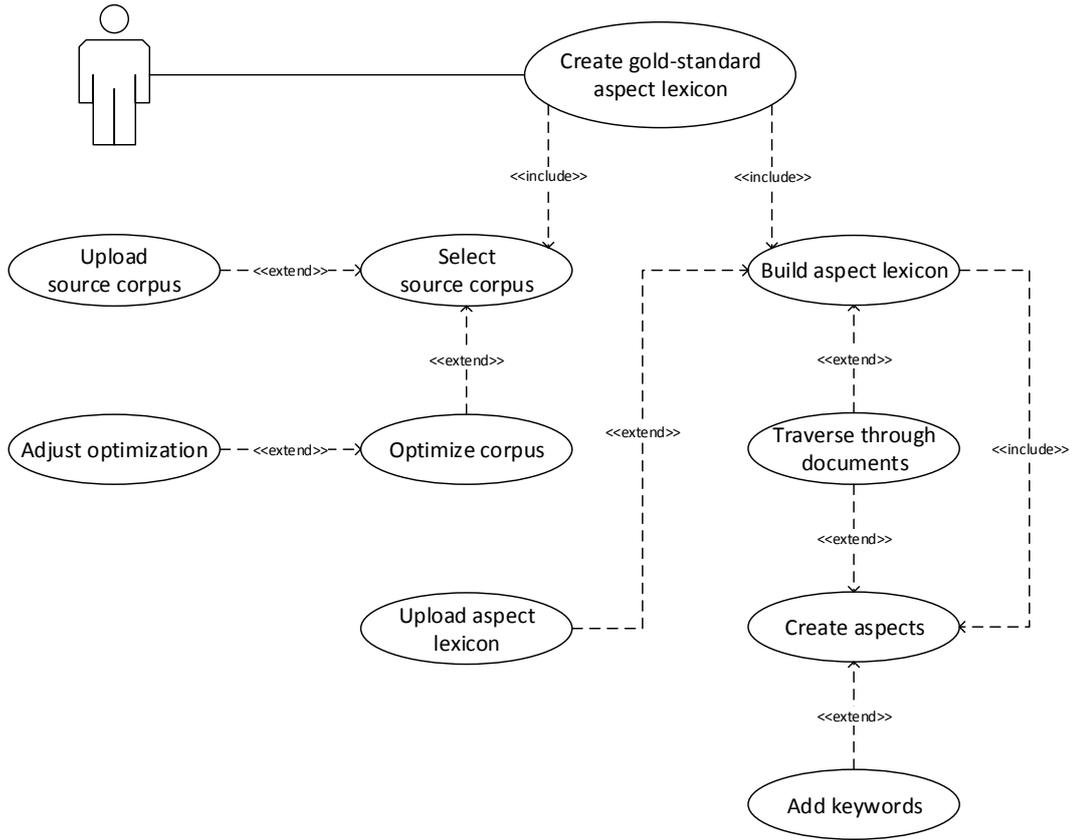 Create gold-standard
aspect lexicon
<<include>>
<<include>>
Upload
source corpus
<<extend>>
Select
source corpus
Build aspect lexicon
<<extend>>
<<extend>>
Adjust optimization
<<extend>>
Optimize corpus
<<extend>>
Traverse through
documents
<<include>>
<<extend>>
Upload aspect
lexicon
Create aspects
<<extend>>
Add keywords